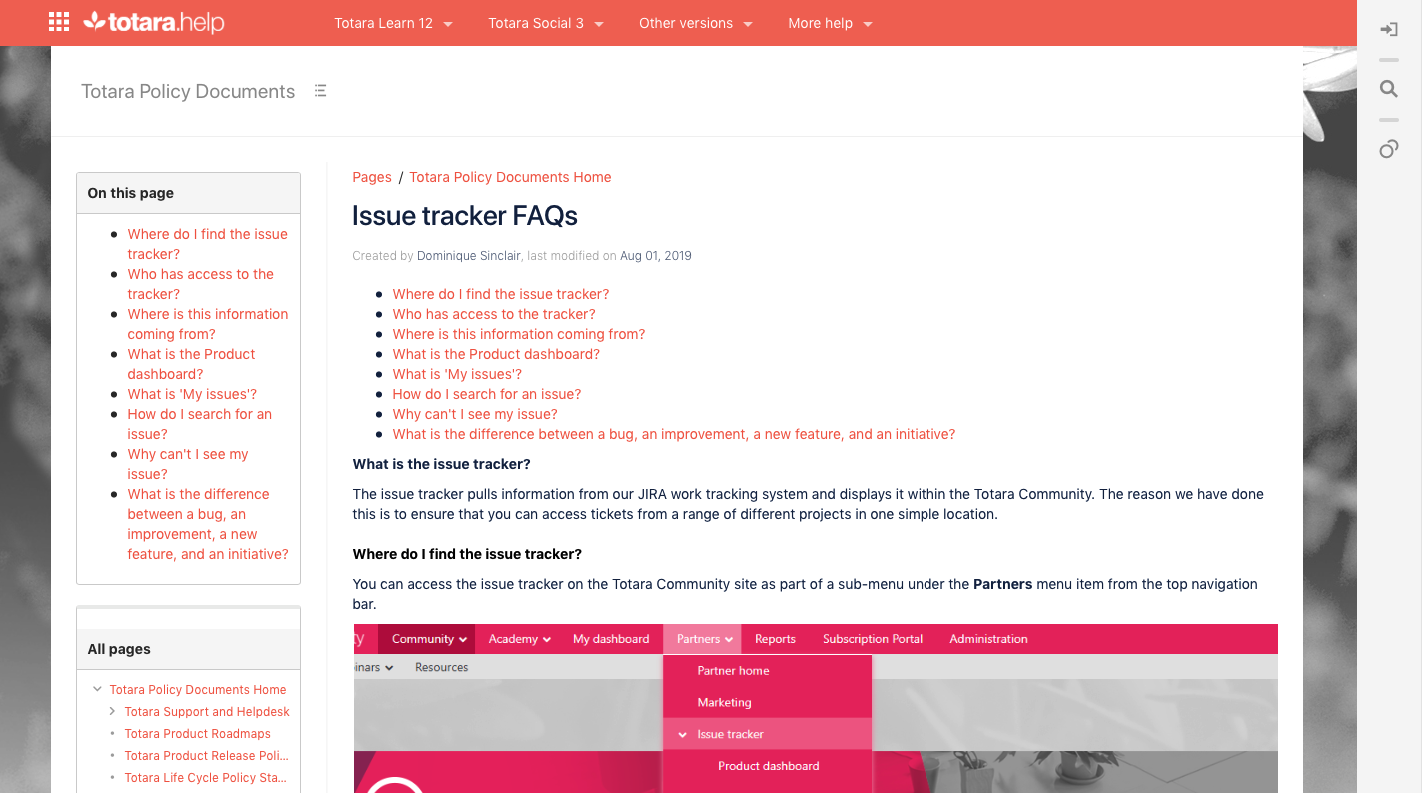 totara.help
Totara Learn 12
Totara Social 3
Other versions
More help
Totara Policy Documents
On this page
Where do I find the issue
tracker?
Who has access to the
tracker?
Where is this information
coming from?
What is the Product
dashboard?
What is 'My issues'?
How do I search for an
issue?
Why can't I see my
issue?
What is the difference
between a bug, an
improvement, a new
feature, and an initiative?
All pages
Totara Policy Documents Home
Totara Support and Helpdesk
Totara Product Roadmaps
Totara Product Release Poli...
Totara Life Cycle Policy Sta...
Pages / Totara Policy Documents Home
Issue tracker FAQs
Created by Dominique Sinclair, last modified on Aug 01, 2019
Where do I find the issue tracker?
Who has access to the tracker?
Where is this information coming from?
What is the Product dashboard?
What is 'My issues'?
How do I search for an issue?
Why can't I see my issue?
What is the difference between a bug, an improvement, a new feature, and an initiative?
What is the issue tracker?
The issue tracker pulls information from our JIRA work tracking system and displays it within the Totara Community. The reason we have done
this is to ensure that you can access tickets from a range of different projects in one simple location.
Where do I find the issue tracker?
You can access the issue tracker on the Totara Community site as part of a sub-menu under the Partners menu item from the top navigation
bar.
ty Community Academy My dashboard Partners Reports Subscription Portal Administration
inars Resources
Partner home
Marketing
Issue tracker
Product dashboard